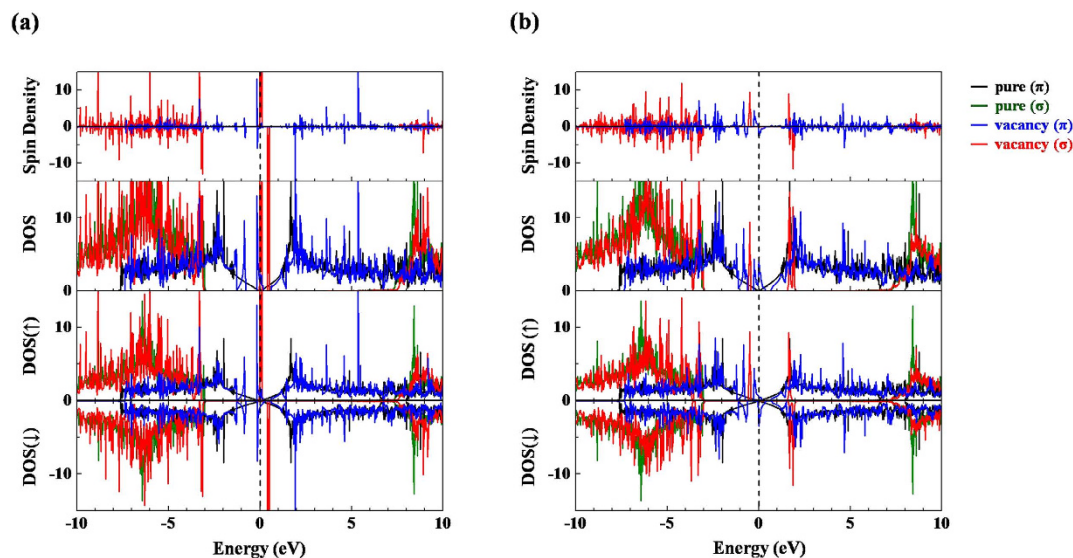 (a)
(b)
Spin Density
10
0
-10
DOS
10
0
DOS(↑)
10
0
DOS(↓)
-10
-10
-5
0
5
10
Energy (eV)
Spin Density
10
0
-10
DOS
10
0
DOS (↑)
10
0
DOS(↓)
-10
-10
-5
0
5
10
Energy (eV)
pure (π)
pure (σ)
vacancy (π)
vacancy (σ)